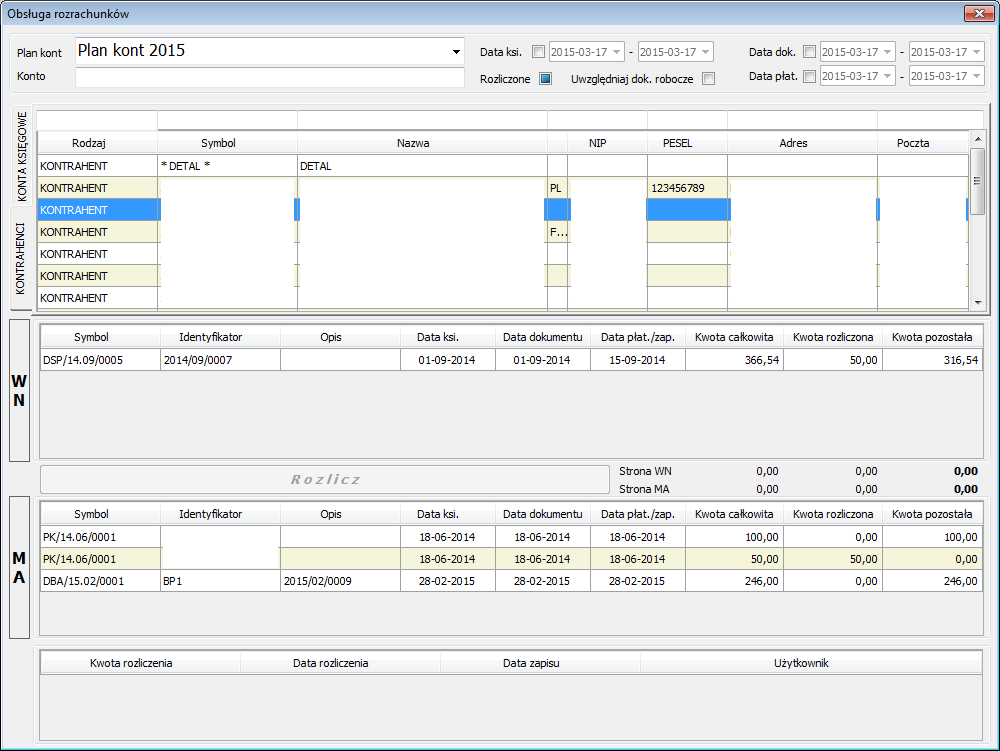 Obsługa rozrachunków
Plan kont Plan kont 2015 Data ksi. 2015-03-17 - 2015-03-17 Data dok. 2015-03-17 - 2015-03-17
Konto Rozliczone Uwzględniaj dok. robocze Data płat. 2015-03-17 - 2015-03-17
KONTA KSIĘGOWE
KONTRAHENCI
Rodzaj Symbol Nazwa NIP PESEL Adres Poczta
KONTRAHENT * DETAL * DETAL
KONTRAHENT PL 123456789
KONTRAHENT
KONTRAHENT F...
KONTRAHENT
KONTRAHENT
KONTRAHENT
WN
Symbol Identyfikator Opis Data ksi. Data dokumentu Data płat./zap. Kwota całkowita Kwota rozliczona Kwota pozostała
DSP/14.09/0005 2014/09/0007 01-09-2014 01-09-2014 15-09-2014 366,54 50,00 316,54
Rozlicz
Strona WN 0,00 0,00 0,00
Strona MA 0,00 0,00 0,00
MA
Symbol Identyfikator Opis Data ksi. Data dokumentu Data płat./zap. Kwota całkowita Kwota rozliczona Kwota pozostała
PK/14.06/0001 18-06-2014 18-06-2014 18-06-2014 100,00 0,00 100,00
PK/14.06/0001 18-06-2014 18-06-2014 18-06-2014 50,00 50,00 0,00
DBA/15.02/0001 BP1 2015/02/0009 28-02-2015 28-02-2015 28-02-2015 246,00 0,00 246,00
Kwota rozliczenia Data rozliczenia Data zapisu Użytkownik